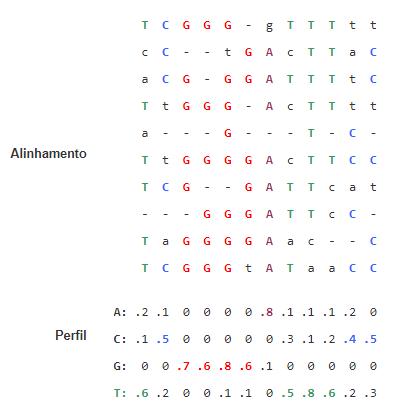 T C G G G - g T T T t t
c C - - t G A c T T a C
a C G - G G A T T T t C
T t G G G - A c T T T t
Alinhamento a - - - G - - - T - C -
T t G G G G A c T T C C
T C G - - G A T T c a t
- - - G G G A T T c C -
T a G G G G A a c - - C
T C G G G t A T a a C C
A: .2 .1 0 0 0 0 .8 .1 .1 .1 .2 0
Perfil C: .1 .5 0 0 0 0 0 .3 .1 .2 .4 .5
G: 0 0 .7 .6 .8 .6 .1 0 0 0 0 0
T: .6 .2 0 0 .1 .1 0 .5 .8 .6 .2 .3